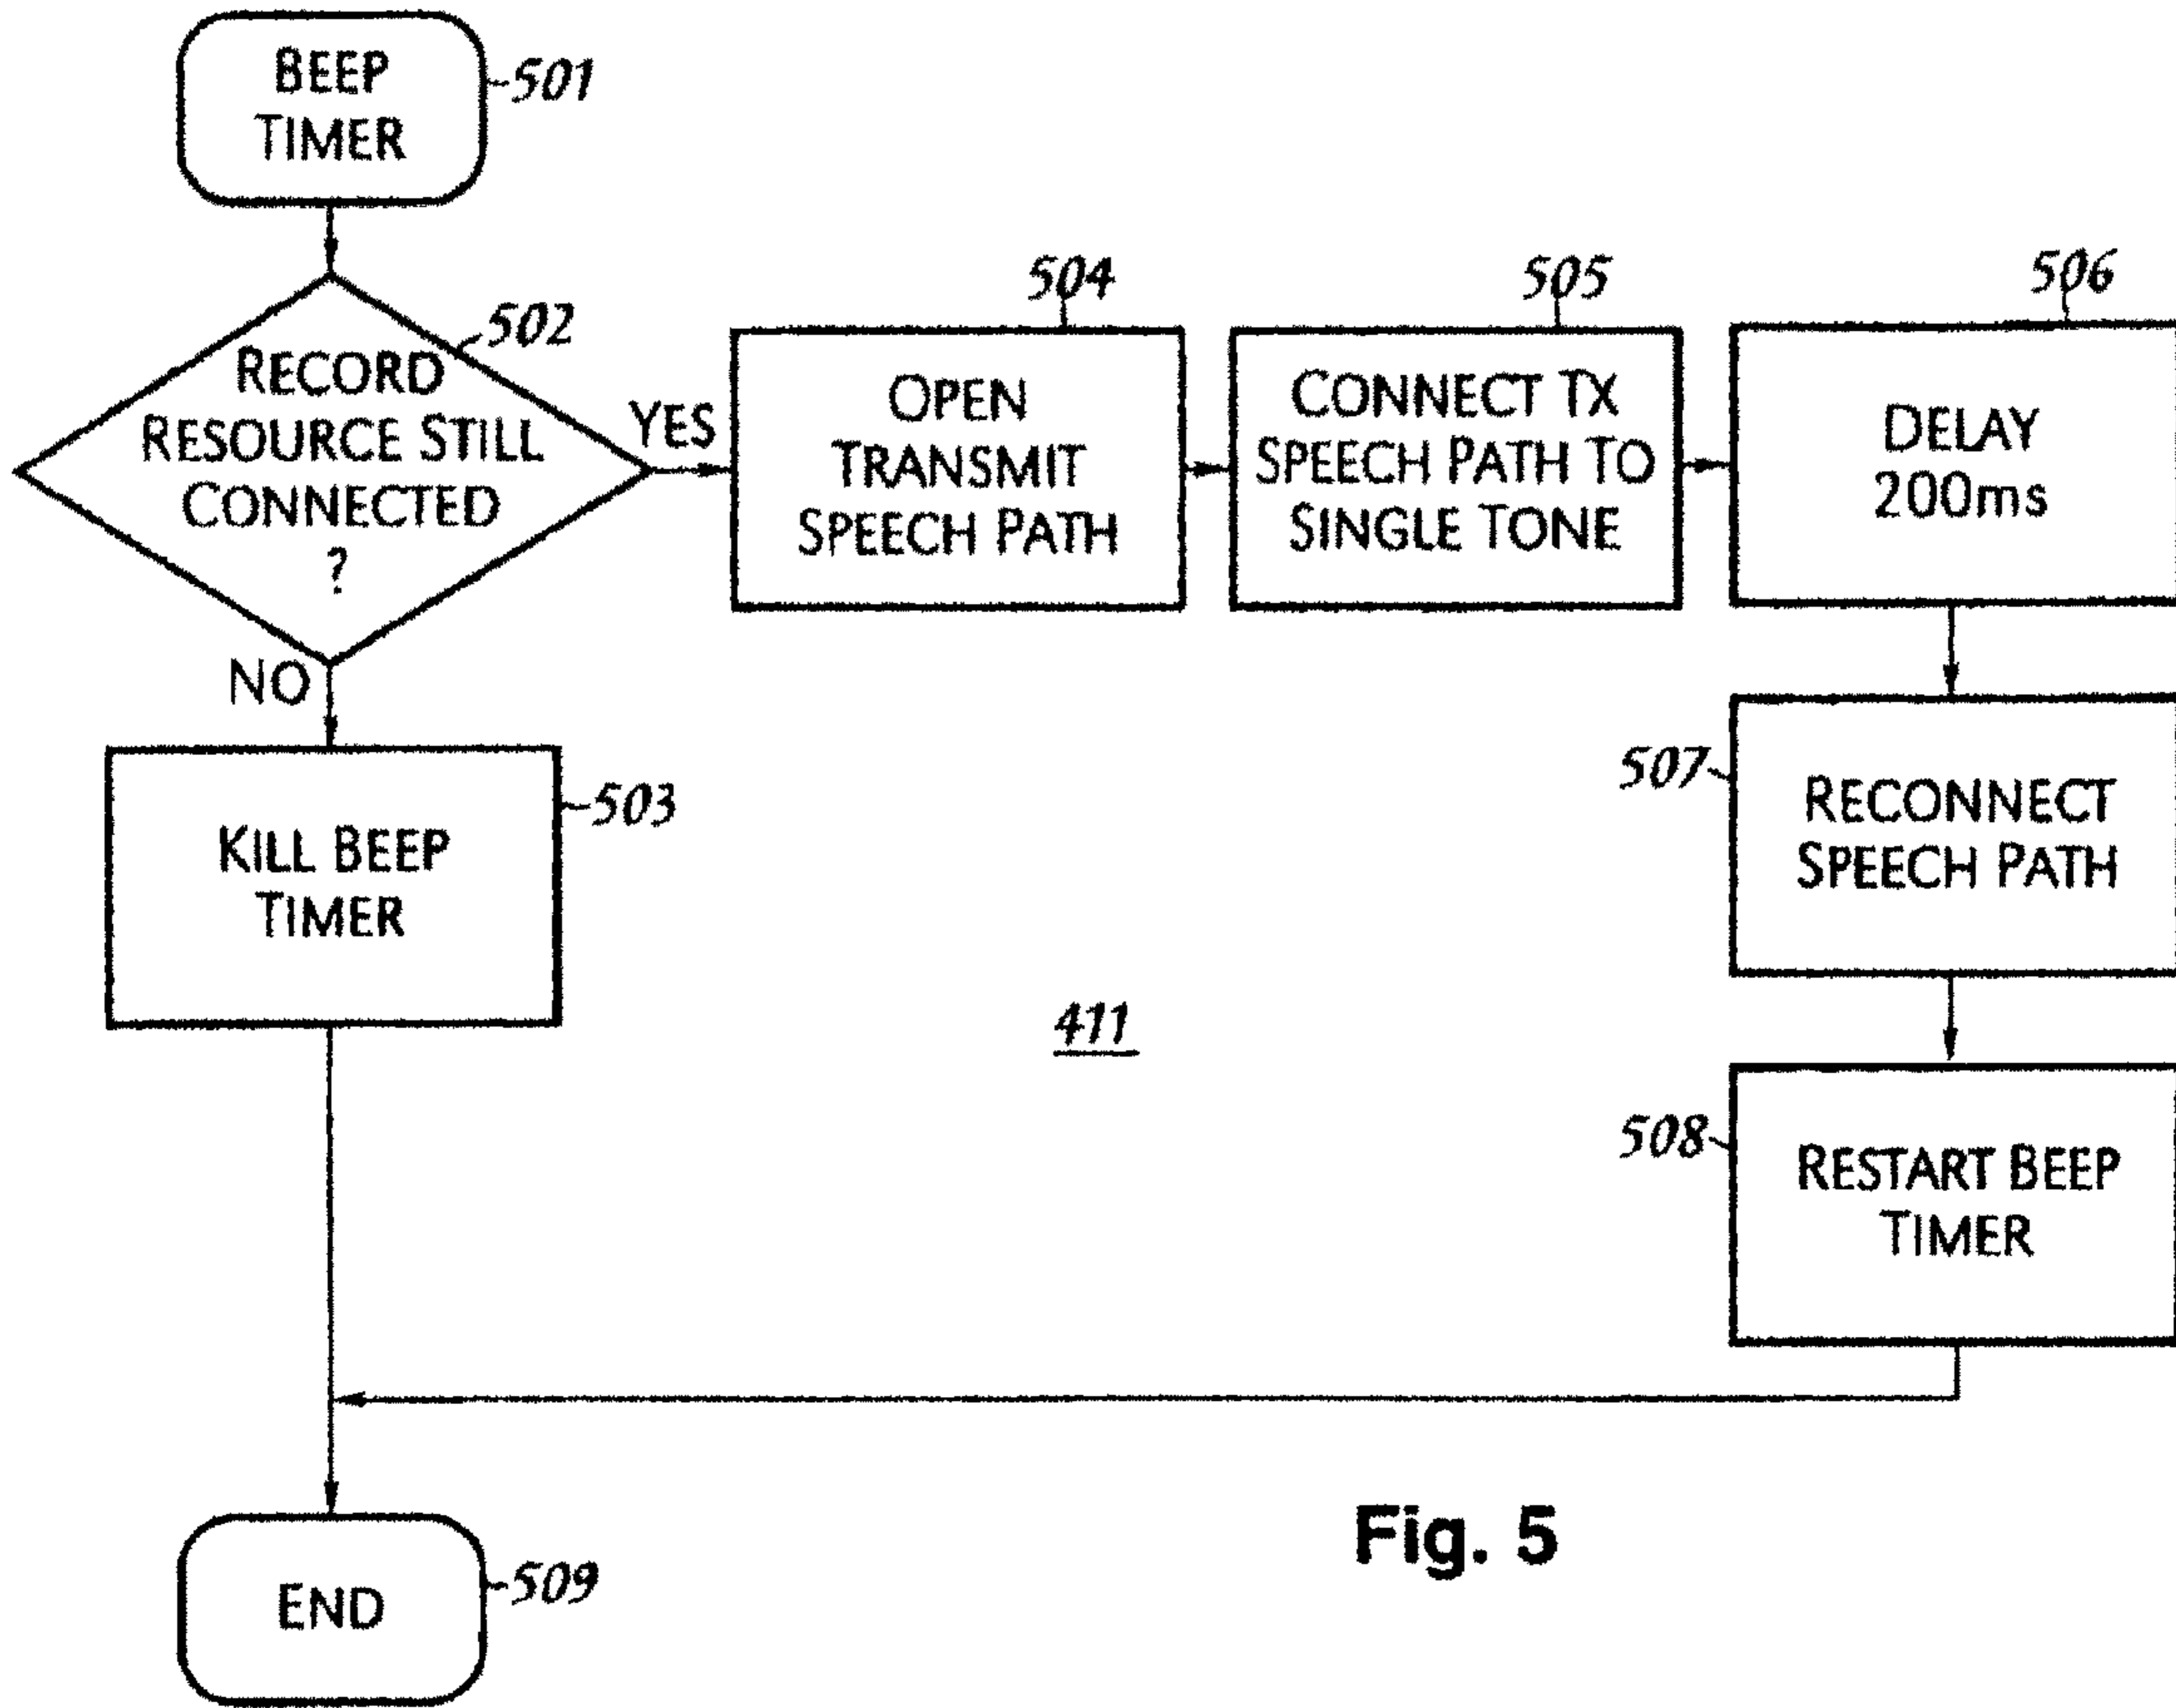 BEEP
TIMER
501
502
RECORD
RESOURCE STILL
CONNECTED
?
YES
NO
504
OPEN
TRANSMIT
SPEECH PATH
505
CONNECT TX
SPEECH PATH TO
SINGLE TONE
506
DELAY
200ms
503
KILL BEEP
TIMER
507
RECONNECT
SPEECH PATH
411
508
RESTART BEEP
TIMER
509
END
Fig. 5